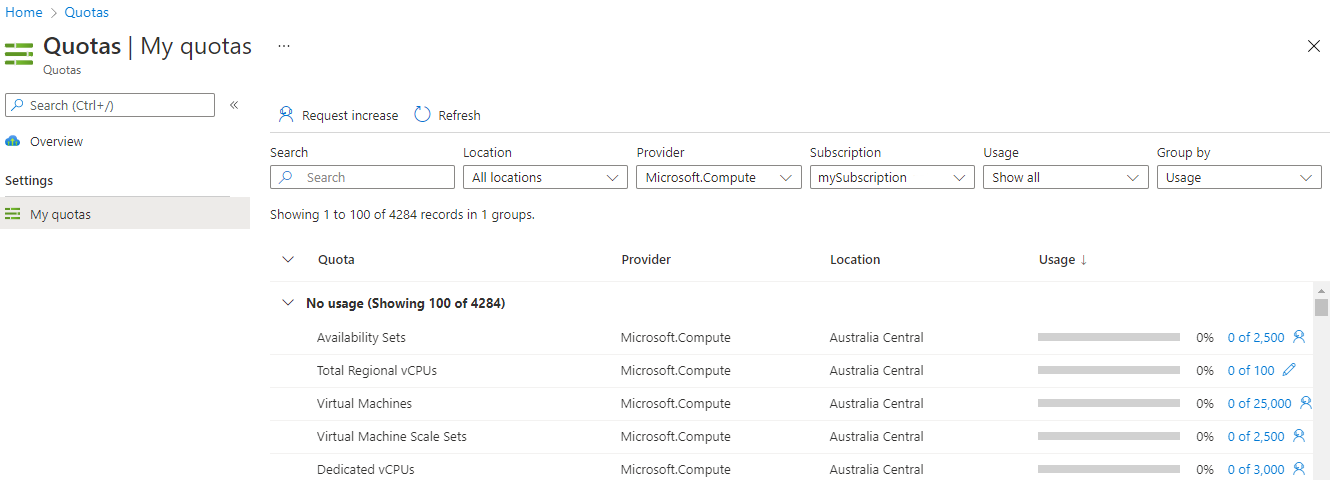 Home > Quotas
Quotas | My quotas ...
Quotas
Search (Ctrl+/) «
Overview
Settings
My quotas
Request increase Refresh
Search Location Provider Subscription Usage Group by
Search All locations Microsoft.Compute mySubscription Show all Usage
Showing 1 to 100 of 4284 records in 1 groups.
Quota Provider Location Usage ↓
No usage (Showing 100 of 4284)
Availability Sets Microsoft.Compute Australia Central 0% 0 of 2,500
Total Regional vCPUs Microsoft.Compute Australia Central 0% 0 of 100
Virtual Machines Microsoft.Compute Australia Central 0% 0 of 25,000
Virtual Machine Scale Sets Microsoft.Compute Australia Central 0% 0 of 2,500
Dedicated vCPUs Microsoft.Compute Australia Central 0% 0 of 3,000